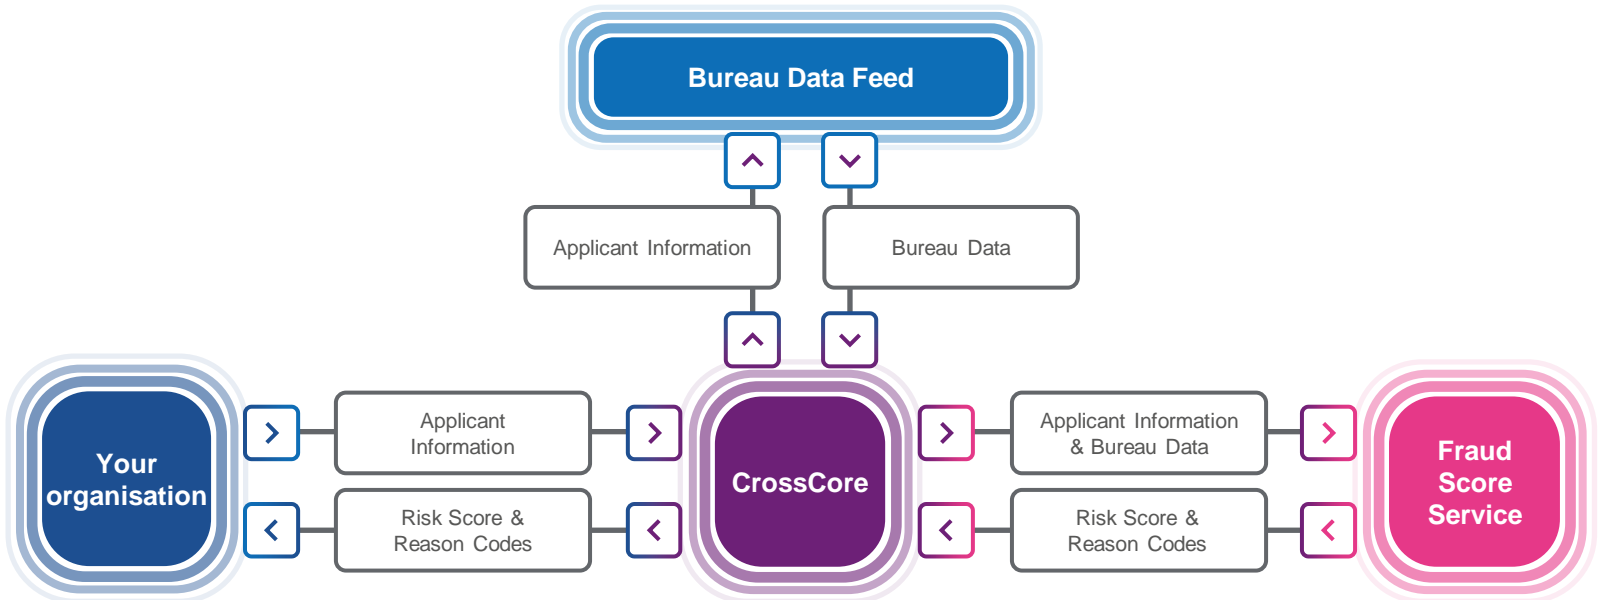 Bureau Data Feed
Applicant Information
Bureau Data
Your
organisation
Applicant
Information
Risk Score &
Reason Codes
CrossCore
Applicant Information
& Bureau Data
Risk Score &
Reason Codes
Fraud
Score
Service